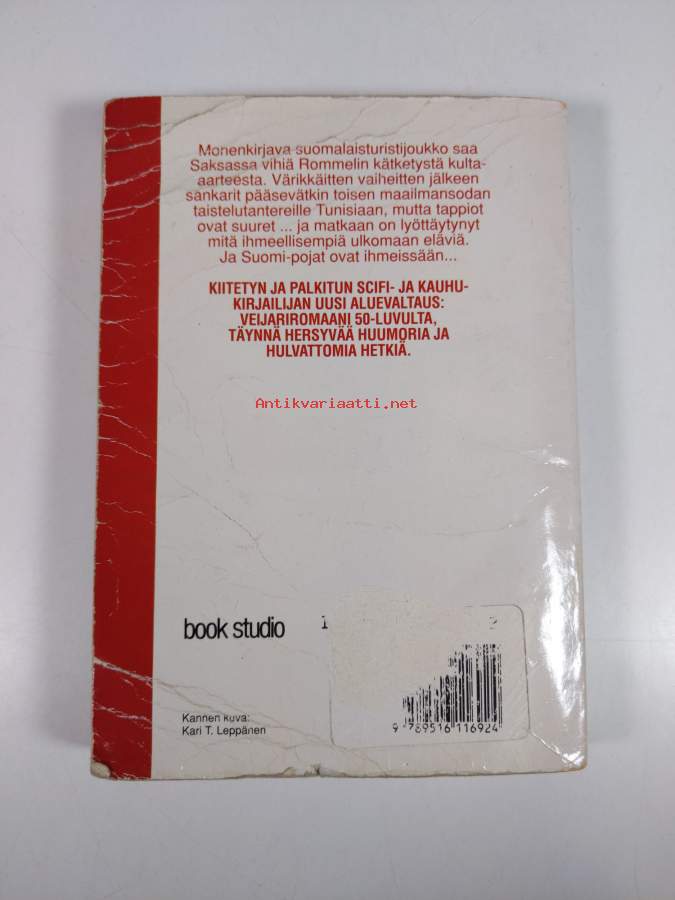 Monenkirjava suomalaisturistijoukko saa
Saksassa vihiä Rommelin kätketystä kulta-
aarteesta. Värikkäitten vaiheitten jälkeen
sankarit pääsevätkin toisen maailmansodan
taistelutantereille Tunisiaan, mutta tappiot
ovat suuret ... ja matkaan on lyöttäytynyt
mitä ihmeellisempiä ulkomaan eläviä.
Ja Suomi-pojat ovat ihmeissään...
KIITETYN JA PALKITUN SCIFI- JA KAUHU-
KIRJAILIJAN UUSI ALUEVALTAUS:
VEIJARIROMAANI 50-LUVULTA,
TÄYNNÄ HERSYVÄÄ HUUMORIA JA
HULVATTOMIA HETKIÄ.
Antikvariaatti.net
book studio
Kannen kuva:
Kari T. Leppänen
9 789516 116924